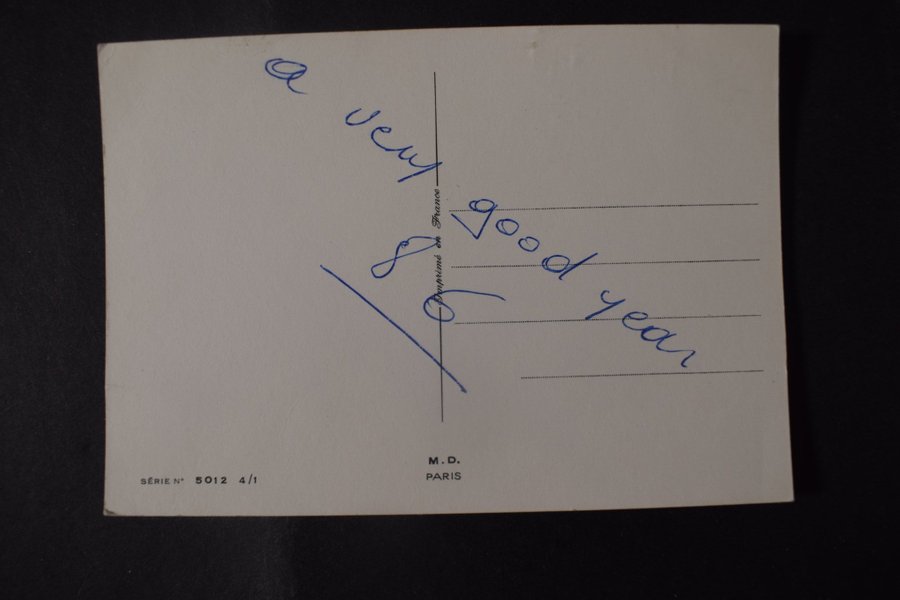 a very good year
86
Imprimé en France
M.D.
PARIS
SÉRIE N° 5012 4/1